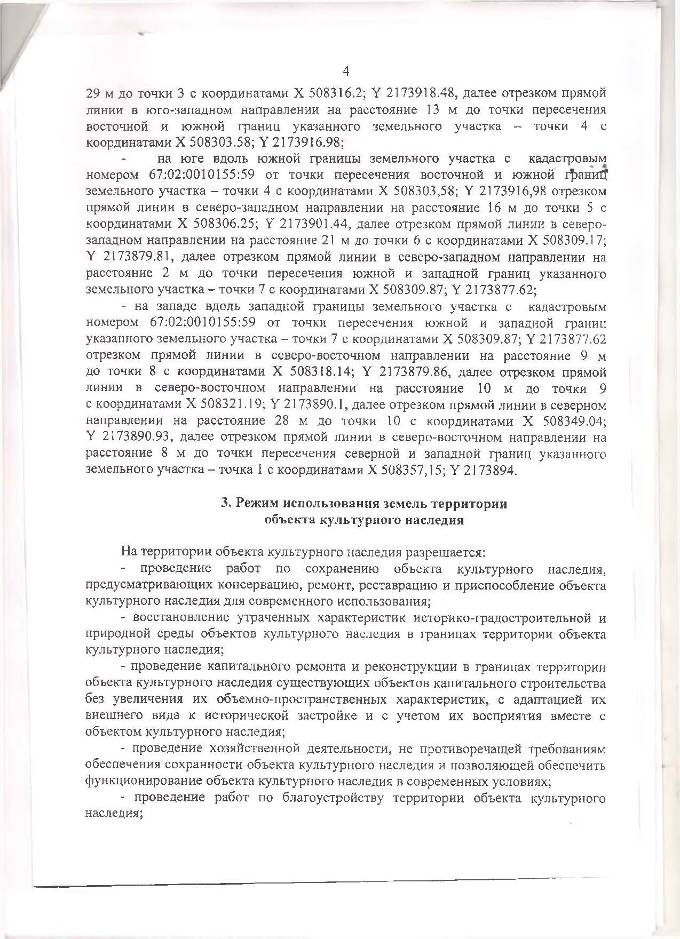 4
29 м до точки 3 с координатами X 508316.2; Y 2173918.48, далее отрезком прямой
линии в юго-западном направлении на расстояние 13 м до точки пересечения
восточной и южной границ указанного земельного участка – точки 4 с
координатами X 508303.58; Y 2173916.98;
- на юге вдоль южной границы земельного участка с кадастровым
номером 67:02:0010155:59 от точки пересечения восточной и южной границ
земельного участка – точки 4 с координатами X 508303,58; Y 2173916,98 отрезком
прямой линии в северо-западном направлении на расстояние 16 м до точки 5 с
координатами X 508306.25; Y 2173901.44, далее отрезком прямой линии в северо-
западном направлении на расстояние 21 м до точки 6 с координатами X 508309.17;
Y 2173879.81, далее отрезком прямой линии в северо-западном направлении на
расстояние 2 м до точки пересечения южной и западной границ указанного
земельного участка – точки 7 с координатами X 508309.87; Y 2173877.62;
- на западе вдоль западной границы земельного участка с кадастровым
номером 67:02:0010155:59 от точки пересечения южной и западной границ
указанного земельного участка – точки 7 с координатами X 508309.87; Y 2173877.62
отрезком прямой линии в северо-восточном направлении на расстояние 9 м
до точки 8 с координатами X 508318.14; Y 2173879.86, далее отрезком прямой
линии в северо-восточном направлении на расстояние 10 м до точки 9
с координатами X 508321.19; Y 2173890.1, далее отрезком прямой линии в северном
направлении на расстояние 28 м до точки 10 с координатами X 508349.04;
Y 2173890.93, далее отрезком прямой линии в северо-восточном направлении на
расстояние 8 м до точки пересечения северной и западной границ указанного
земельного участка – точка 1 с координатами X 508357,15; Y 2173894.
3. Режим использования земель территории
объекта культурного наследия
На территории объекта культурного наследия разрешается:
- проведение работ по сохранению объекта культурного наследия,
предусматривающих консервацию, ремонт, реставрацию и приспособление объекта
культурного наследия для современного использования;
- восстановление утраченных характеристик историко-градостроительной и
природной среды объектов культурного наследия в границах территории объекта
культурного наследия;
- проведение капитального ремонта и реконструкции в границах территории
объекта культурного наследия существующих объектов капитального строительства
без увеличения их объемно-пространственных характеристик, с адаптацией их
внешнего вида к исторической застройке и с учетом их восприятия вместе с
объектом культурного наследия;
- проведение хозяйственной деятельности, не противоречащей требованиям
обеспечения сохранности объекта культурного наследия и позволяющей обеспечить
функционирование объекта культурного наследия в современных условиях;
- проведение работ по благоустройству территории объекта культурного
наследия;